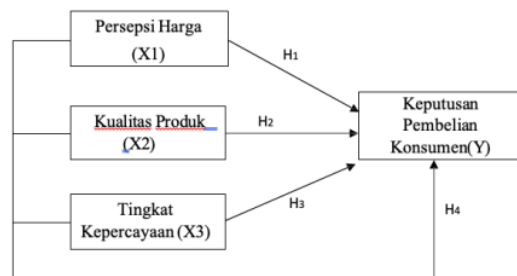 Persepsi Harga
(X1)
H1
Kualitas Produk
(X2)
H2
Keputusan
Pembelian
Konsumen(Y)
Tingkat
Kepercayaan (X3)
H3
H4